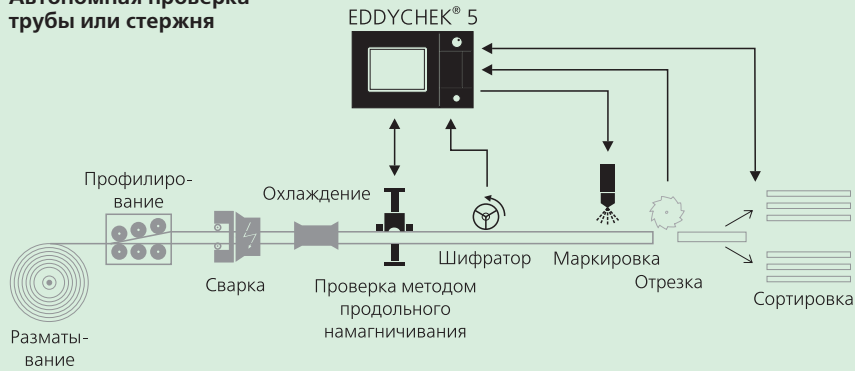 Автономная проверка
трубы или стержня
EDDYCHEK® 5
Профилиро-
вание
Охлаждение
Шифратор
Маркировка
Отрезка
Сварка
Проверка методом
продольного
намагничивания
Сортировка
Разматы-
вание